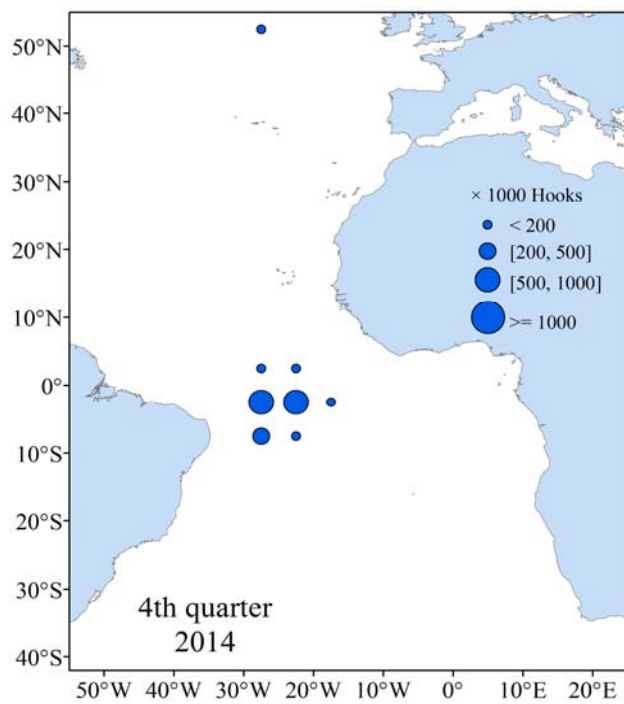 50°N
40°N
30°N
20°N
10°N
0°
10°S
20°S
30°S
40°S
× 1000 Hooks
< 200
[200, 500]
[500, 1000]
>= 1000
4th quarter
2014
50°W
40°W
30°W
20°W
10°W
0°
10°E
20°E